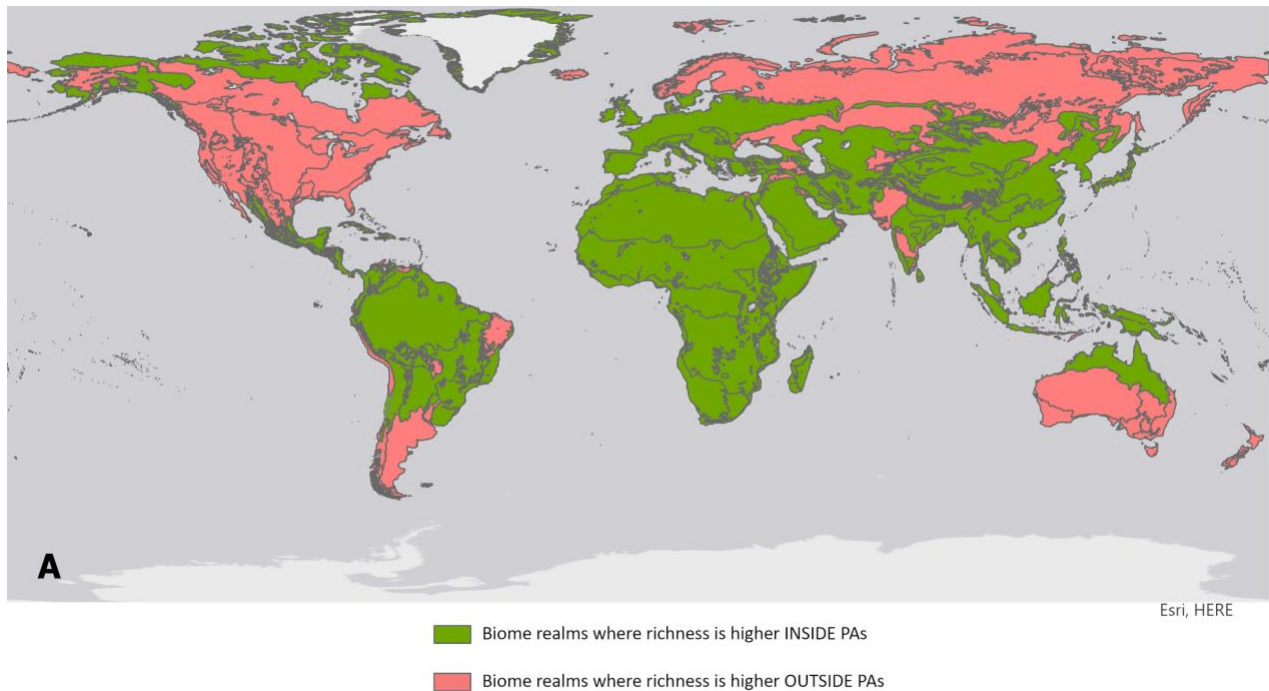 A
Esri, HERE
Biome realms where richness is higher INSIDE PAs
Biome realms where richness is higher OUTSIDE PAs